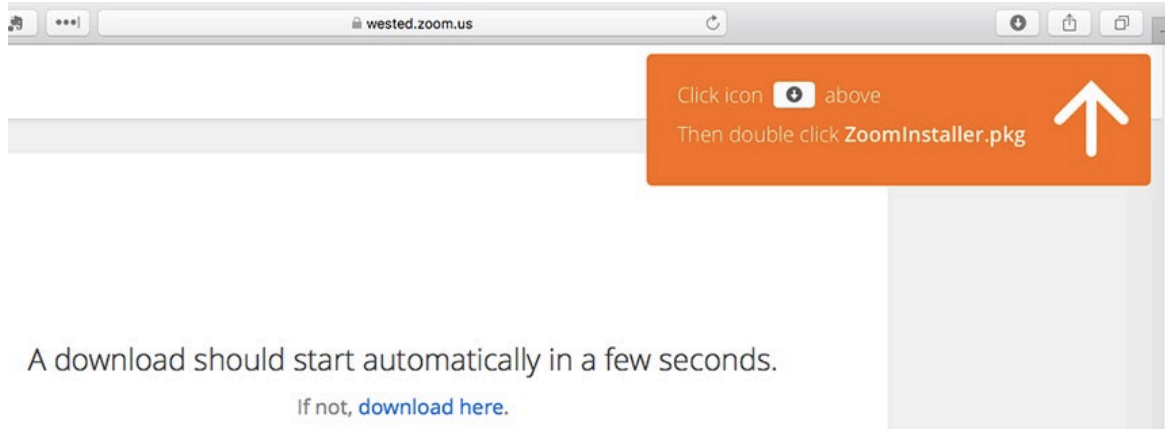 wested.zoom.us
Click icon above
Then double click ZoomInstaller.pkg
A download should start automatically in a few seconds.
If not, download here.